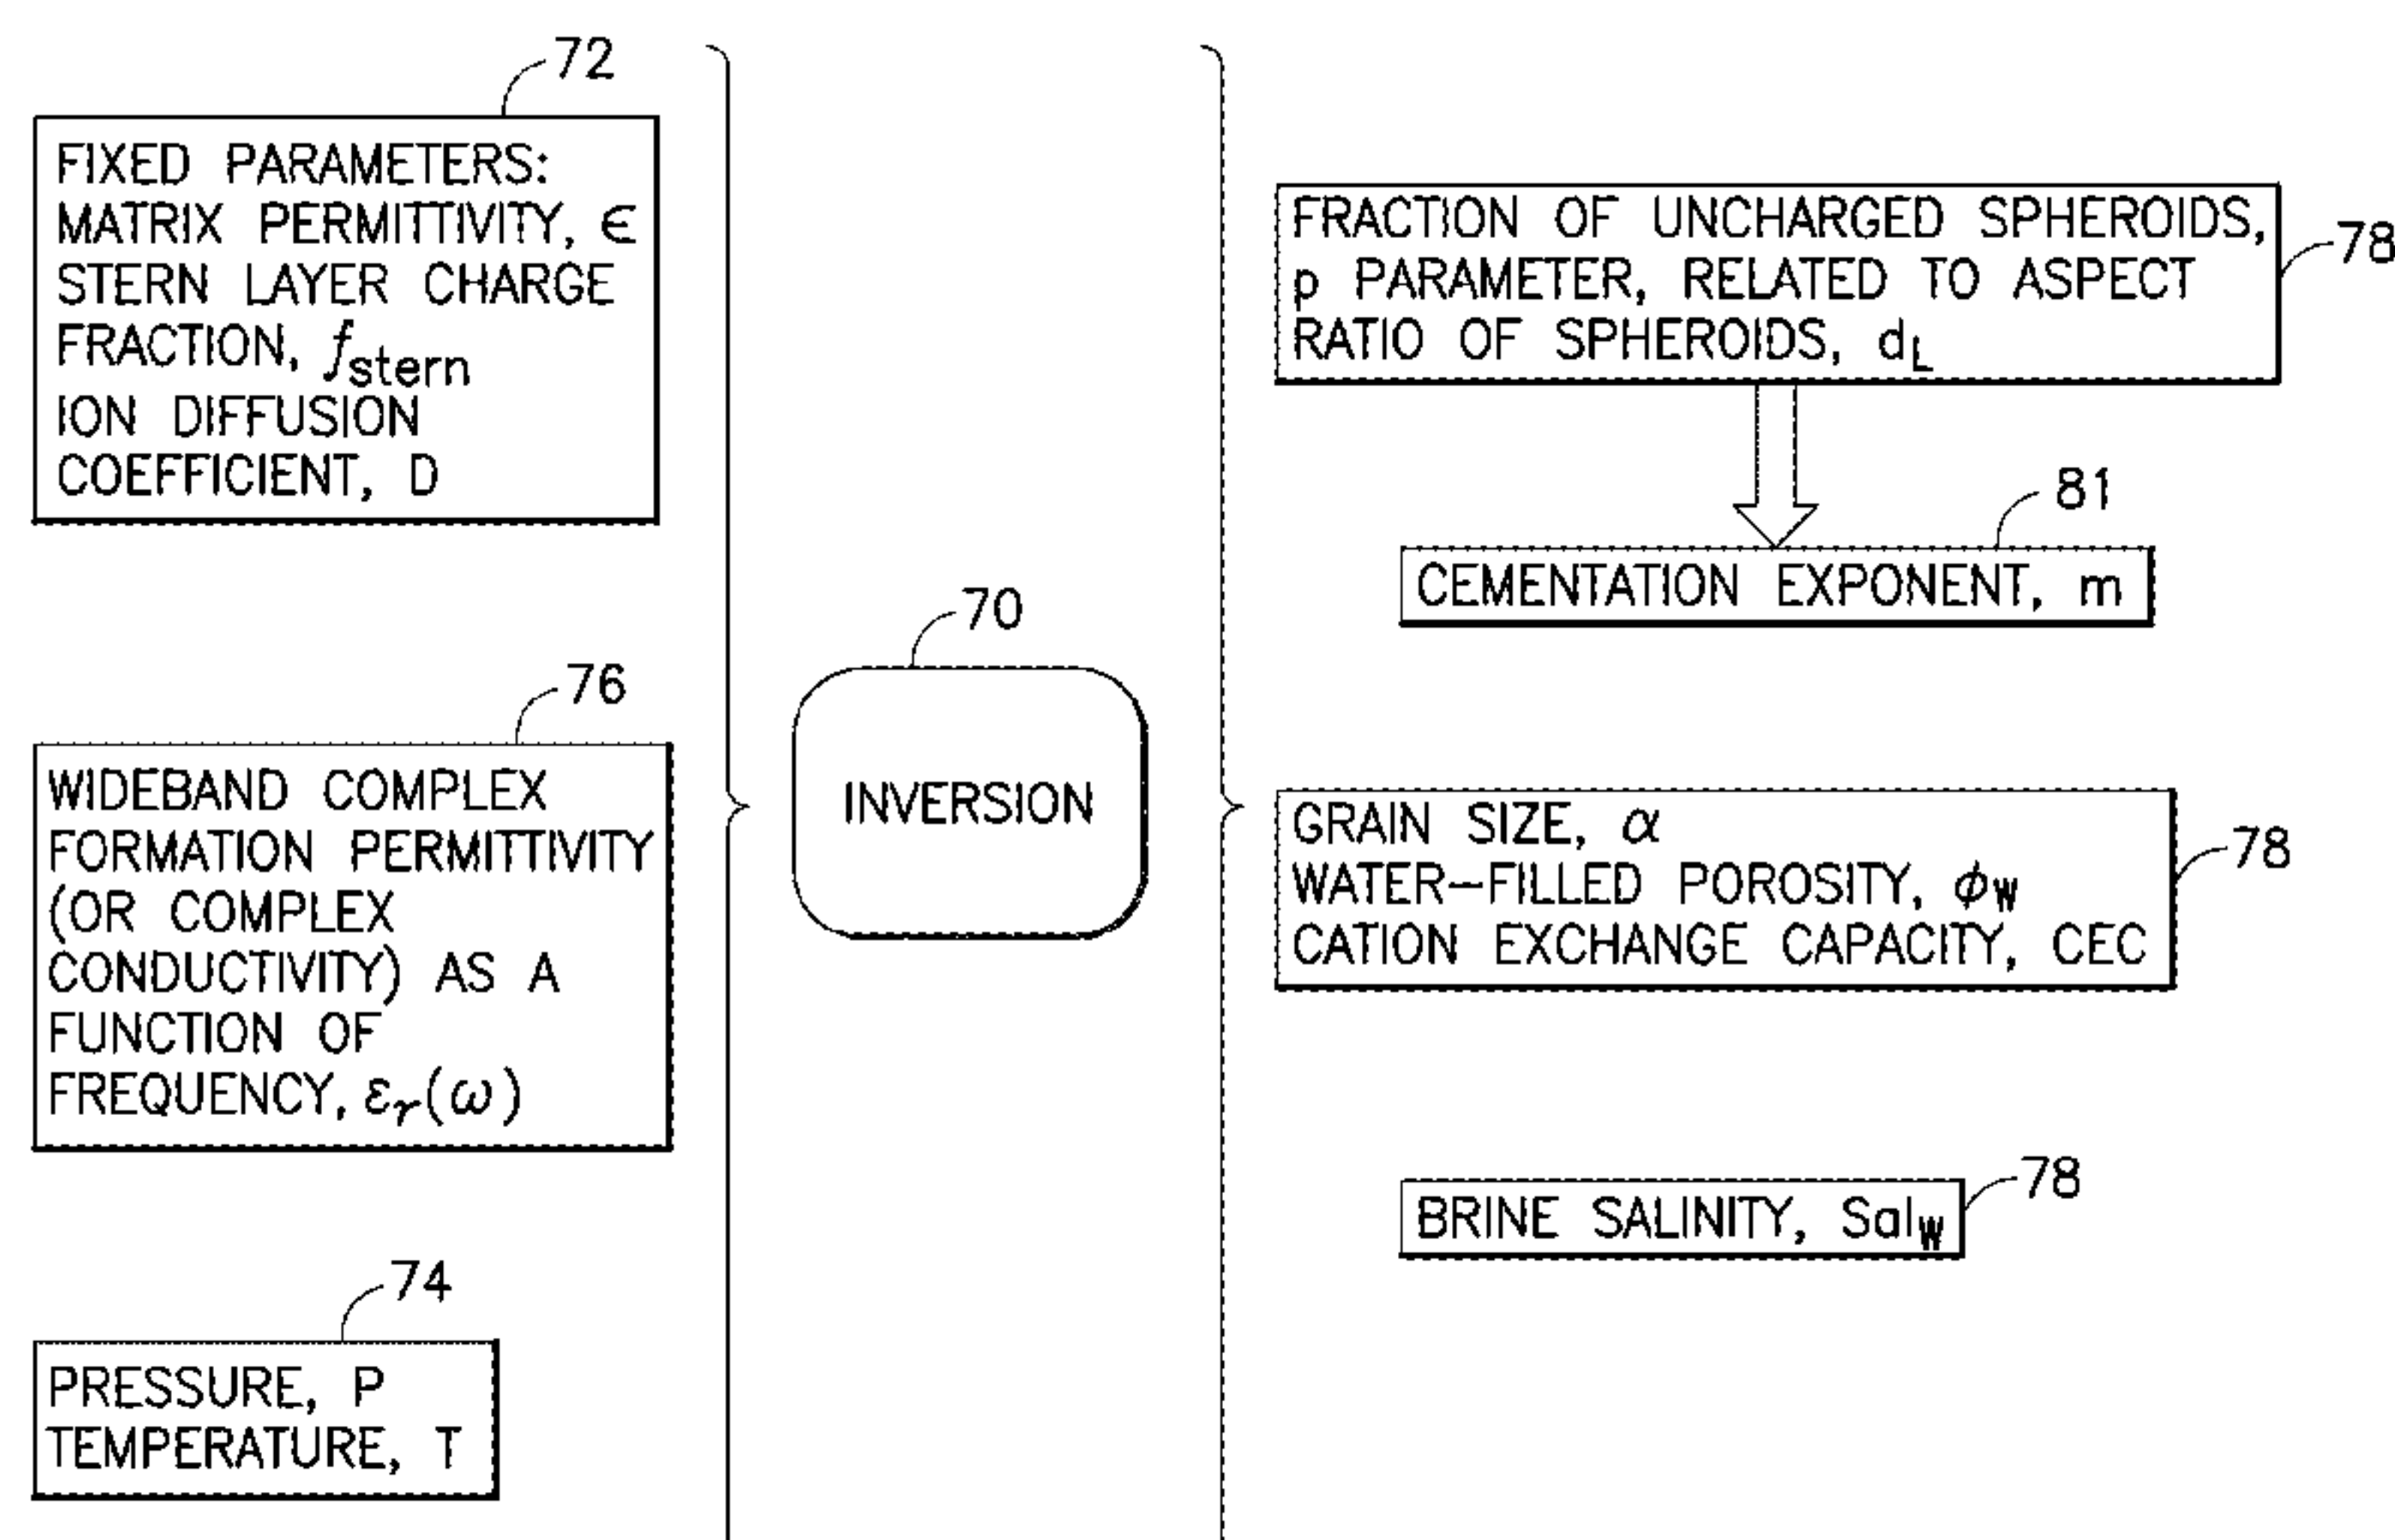 72
FIXED PARAMETERS:
MATRIX PERMITTIVITY, ϵ
STERN LAYER CHARGE
FRACTION, fstern
ION DIFFUSION
COEFFICIENT, D
76
WIDEBAND COMPLEX
FORMATION PERMITTIVITY
(OR COMPLEX
CONDUCTIVITY) AS A
FUNCTION OF
FREQUENCY, εr(ω)
74
PRESSURE, P
TEMPERATURE, T
70
INVERSION
FRACTION OF UNCHARGED SPHEROIDS,
p PARAMETER, RELATED TO ASPECT
RATIO OF SPHEROIDS, dL
78
81
CEMENTATION EXPONENT, m
GRAIN SIZE, α
WATER–FILLED POROSITY, ϕW
CATION EXCHANGE CAPACITY, CEC
78
BRINE SALINITY, SalW
78